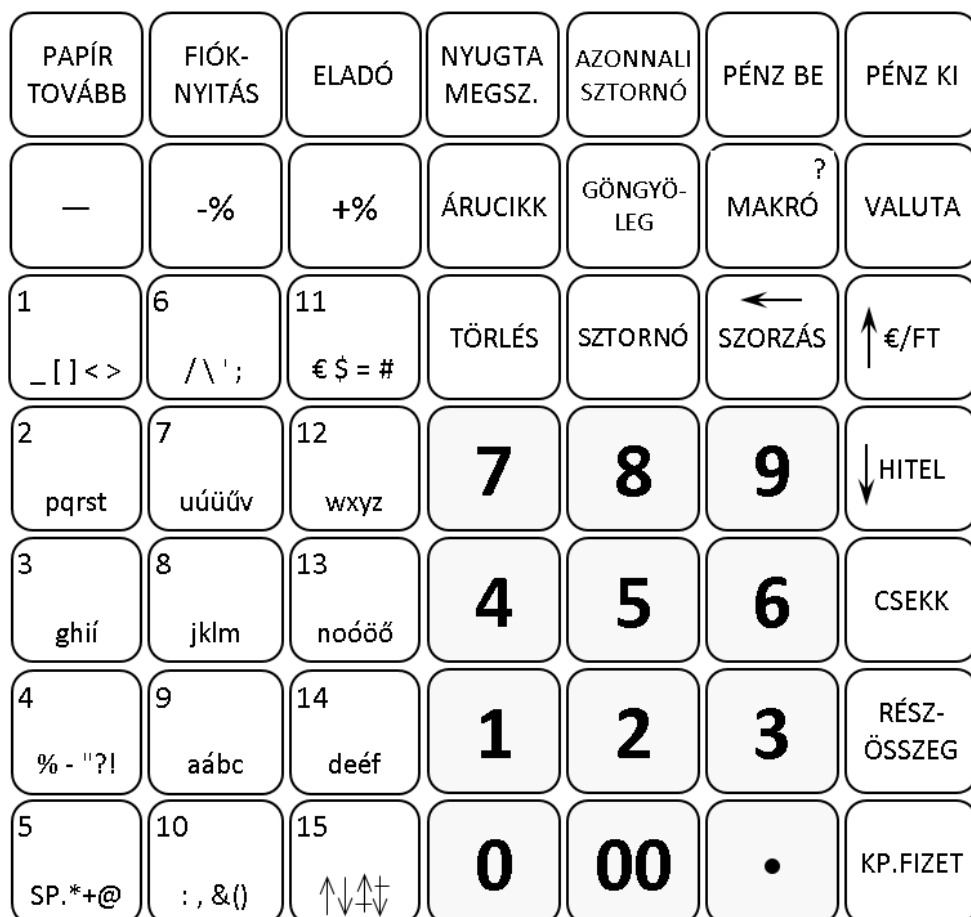 PAPÍR
TOVÁBB
FIÓK-
NYITÁS
ELADÓ
NYUGTA
MEGSZ.
AZONNALI
SZTORNÓ
PÉNZ BE
PÉNZ KI
—
-%
+%
ÁRUCIKK
GÖNGYÖ-
LEG
?
MAKRÓ
VALUTA
1
_ [ ] < >
6
/ \ ' ;
11
€ $ = #
TÖRLÉS
SZTORNÓ
←
SZORZÁS
↑ €/FT
2
pqrst
7
uúüűv
12
wxyz
7
8
9
↓ HITEL
3
ghií
8
jklm
13
noóöő
4
5
6
CSEKK
4
% - "?!
9
aábc
14
deéf
1
2
3
RÉSZ-
ÖSSZEG
5
SP.*+@
10
: , &()
15
↑↓⇞⇟
0
00
•
KP.FIZET